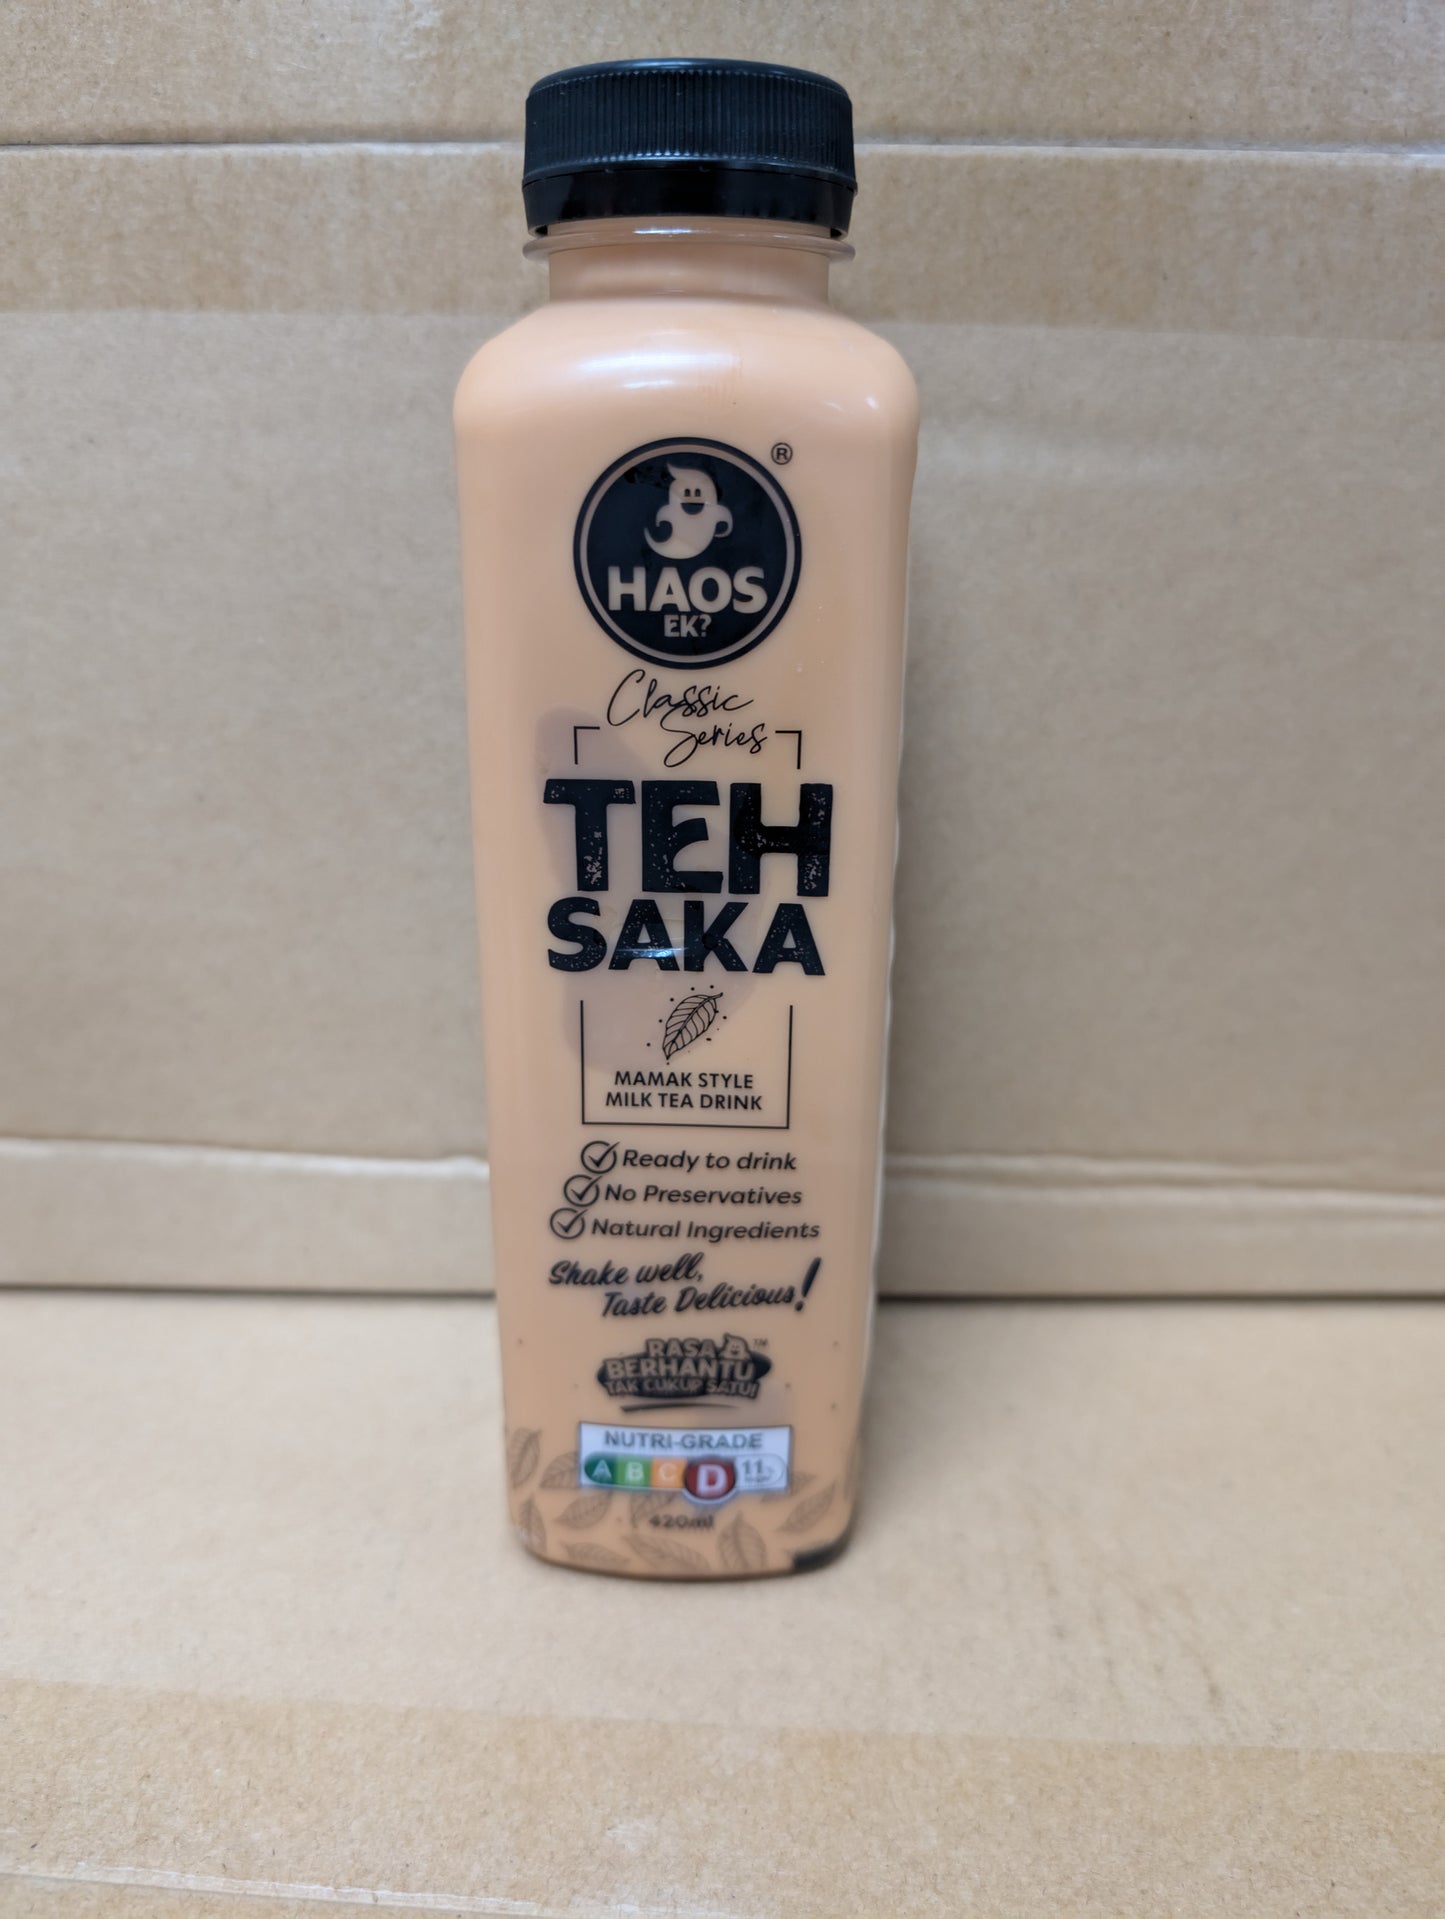 ®
HAOS
EK?
Classic
Series
TEH
SAKA
MAMAK STYLE
MILK TEA DRINK
Ready to drink
No Preservatives
Natural Ingredients
Shake well,
Taste Delicious!
RASA ™
BERHANTU
TAK CUKUP SATU!
NUTRI-GRADE
A B C D 11%
420ml